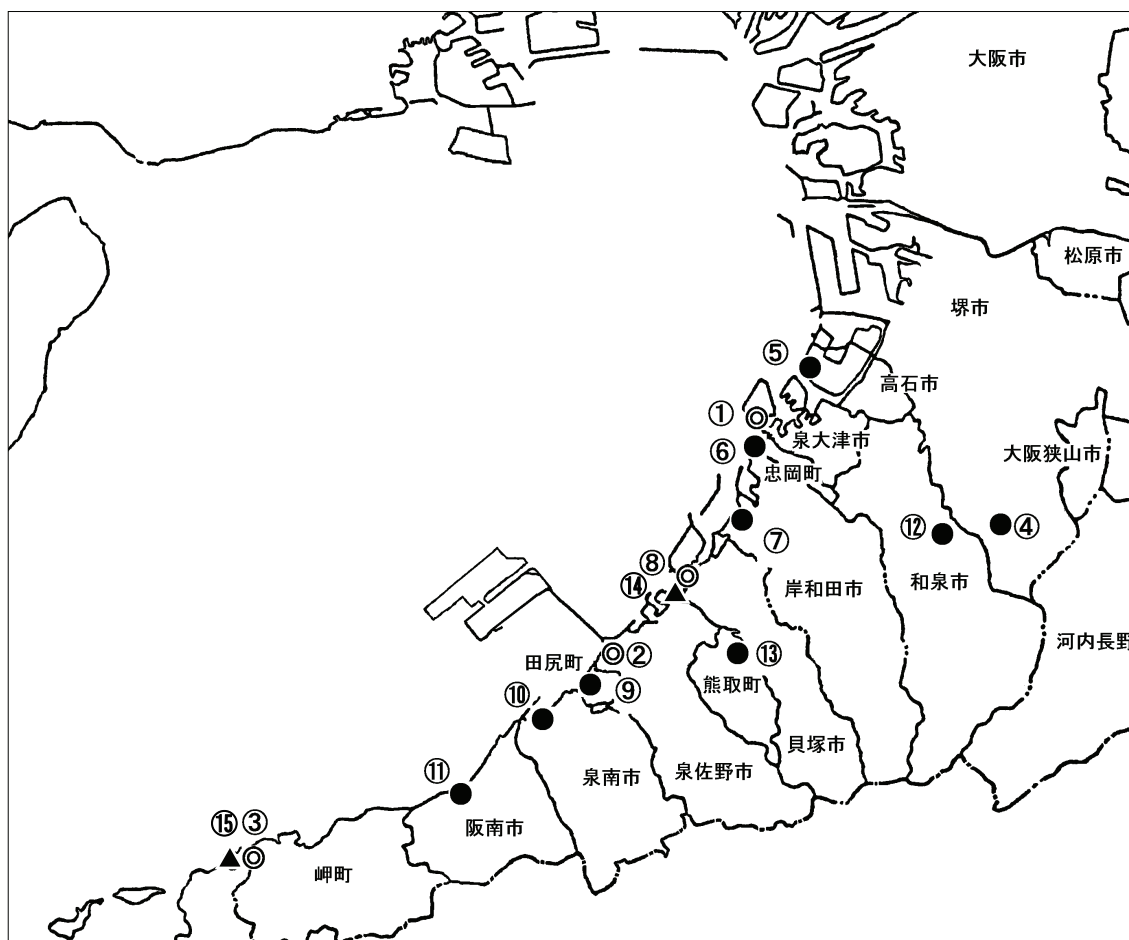 大阪市
松原市
堺市
⑤
高石市
①
泉大津市
⑥
忠岡町
大阪狭山市
⑫
④
⑦
⑧
⑭
岸和田市
和泉市
河内長野
田尻町
②
⑬
熊取町
⑩
⑨
貝塚市
泉佐野市
泉南市
⑪
阪南市
⑮ ③
岬町